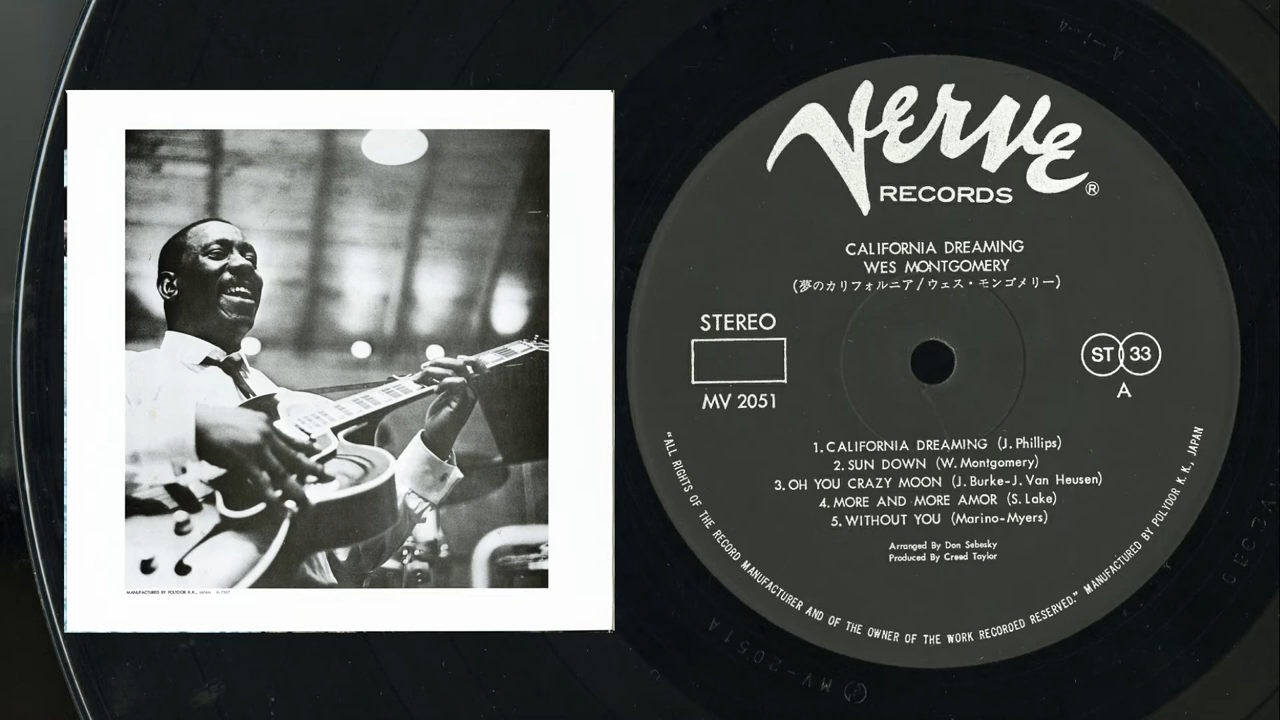 MANUFACTURED BY POLYDOR K.K., JAPAN
Verve
RECORDS
®
CALIFORNIA DREAMING
WES MONTGOMERY
(夢のカリフォルニア/ウェス・モンゴメリー)
STEREO
MV 2051
ST 33
A
1. CALIFORNIA DREAMING (J. Phillips)
2. SUN DOWN (W. Montgomery)
3. OH YOU CRAZY MOON (J. Burke-J. Van Heusen)
4. MORE AND MORE AMOR (S. Lake)
5. WITHOUT YOU (Marino-Myers)
Arranged By Don Sebesky
Produced By Creed Taylor
"ALL RIGHTS OF THE RECORD MANUFACTURER AND OF THE OWNER OF THE WORK RECORDED RESERVED." MANUFACTURED BY POLYDOR K. K., JAPAN
MV-2051A